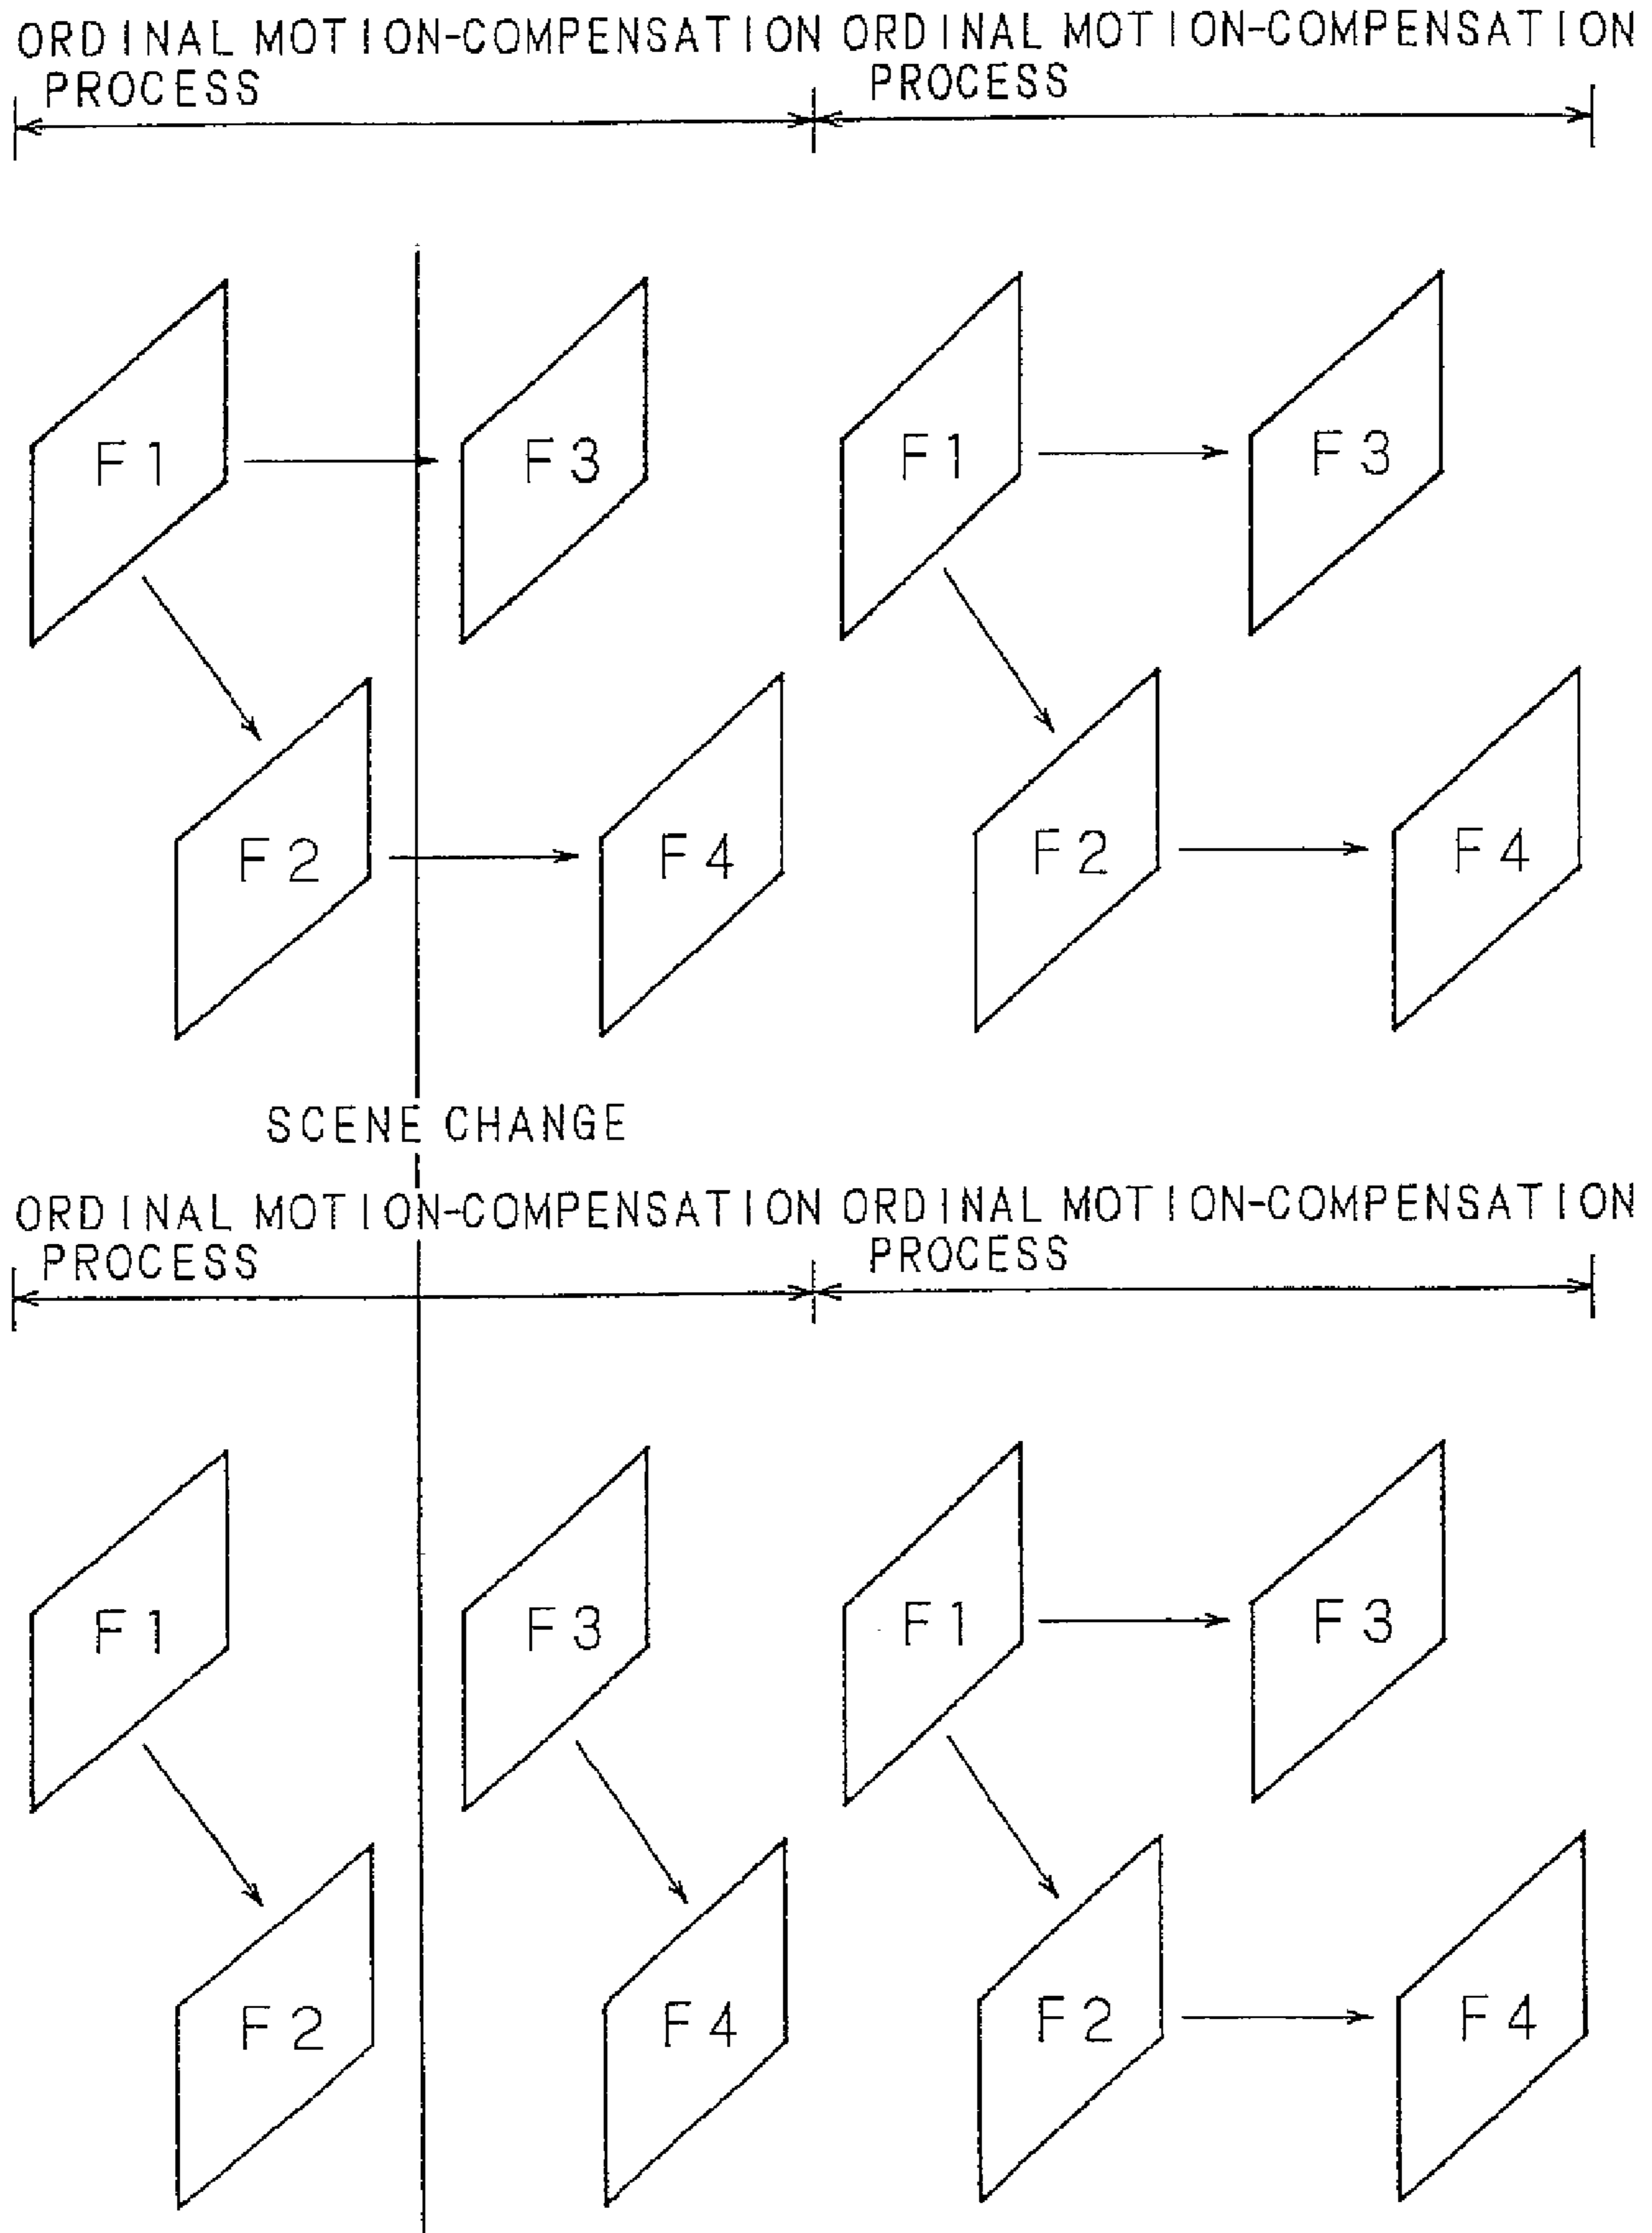 ORDINAL MOTION-COMPENSATION PROCESS
ORDINAL MOTION-COMPENSATION PROCESS
F1
F3
F1
F3
F2
F4
F2
F4
SCENE CHANGE
ORDINAL MOTION-COMPENSATION PROCESS
ORDINAL MOTION-COMPENSATION PROCESS
F1
F3
F1
F3
F2
F4
F2
F4